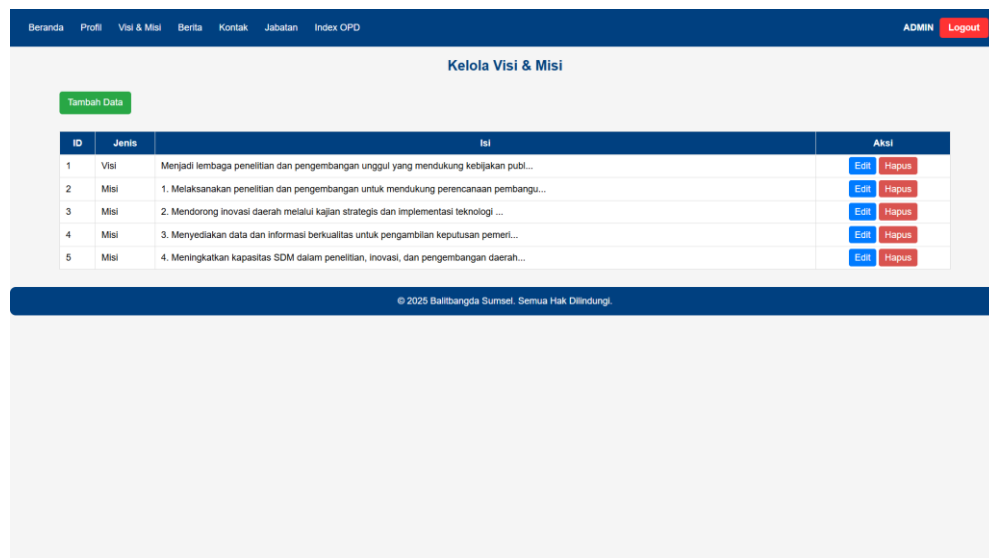 Beranda Profil Visi & Misi Berita Kontak Jabatan Index OPD ADMIN Logout
Kelola Visi & Misi
Tambah Data
ID Jenis Isi Aksi
1 Visi Menjadi lembaga penelitian dan pengembangan unggul yang mendukung kebijakan publ... Edit Hapus
2 Misi 1. Melaksanakan penelitian dan pengembangan untuk mendukung perencanaan pembangu... Edit Hapus
3 Misi 2. Mendorong inovasi daerah melalui kajian strategis dan implementasi teknologi ... Edit Hapus
4 Misi 3. Menyediakan data dan informasi berkualitas untuk pengambilan keputusan pemeri... Edit Hapus
5 Misi 4. Meningkatkan kapasitas SDM dalam penelitian, inovasi, dan pengembangan daerah... Edit Hapus
© 2025 Balitbangda Sumsel. Semua Hak Dilindungi.